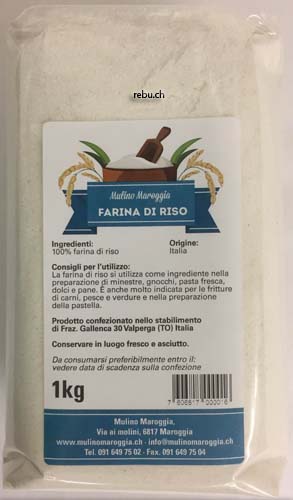 rebu.ch
Mulino Maroggia
FARINA DI RISO
Ingredienti:
100% farina di riso
Origine:
Italia
Consigli per l'utilizzo:
La farina di riso si utilizza come ingrediente nella
preparazione di minestre, gnocchi, pasta fresca,
dolci e pane. È anche molto indicata per le fritture
di carni, pesce e verdure e nella preparazione
della pastella.
Prodotto confezionato nello stabilimento
di Fraz. Gallenca 30 Valperga (TO) Italia
Conservare in luogo fresco e asciutto.
Da consumarsi preferibilmente entro il:
vedere data di scadenza sulla confezione
1kg
7 606817 000016
Mulino Maroggia,
Via ai molini, 6817 Maroggia
www.mulinomaroggia.ch - info@mulinomaroggia.ch
Tel. 091 649 75 02 - Fax. 091 649 75 04